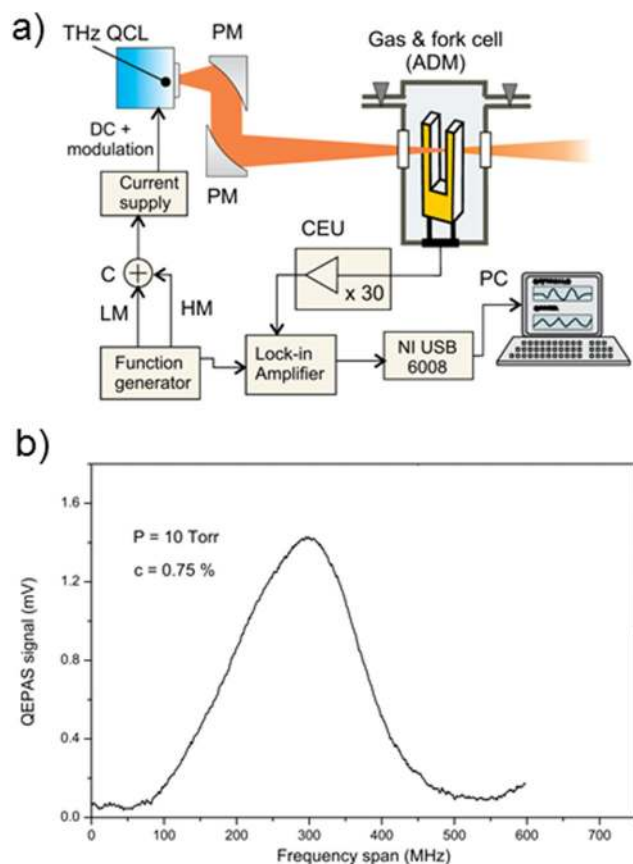 a)
THz QCL
PM
Gas & fork cell
(ADM)
DC +
modulation
PM
Current
supply
CEU
x 30
PC
C
LM
HM
Function
generator
Lock-in
Amplifier
NI USB
6008
b)
QEPAS signal (mV)
1.6
1.2
0.8
0.4
0.0
P = 10 Torr
c = 0.75 %
0 100 200 300 400 500 600 700
Frequency span (MHz)